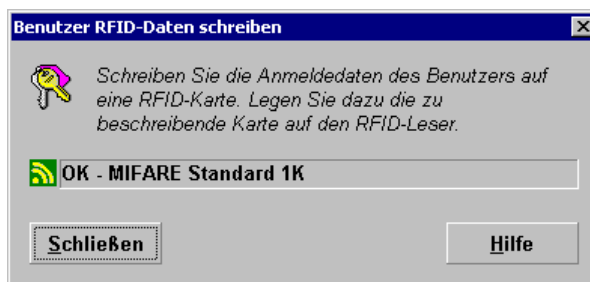 Benutzer RFID-Daten schreiben
Schreiben Sie die Anmeldedaten des Benutzers auf
eine RFID-Karte. Legen Sie dazu die zu
beschreibende Karte auf den RFID-Leser.
OK - MIFARE Standard 1K
Schließen
Hilfe